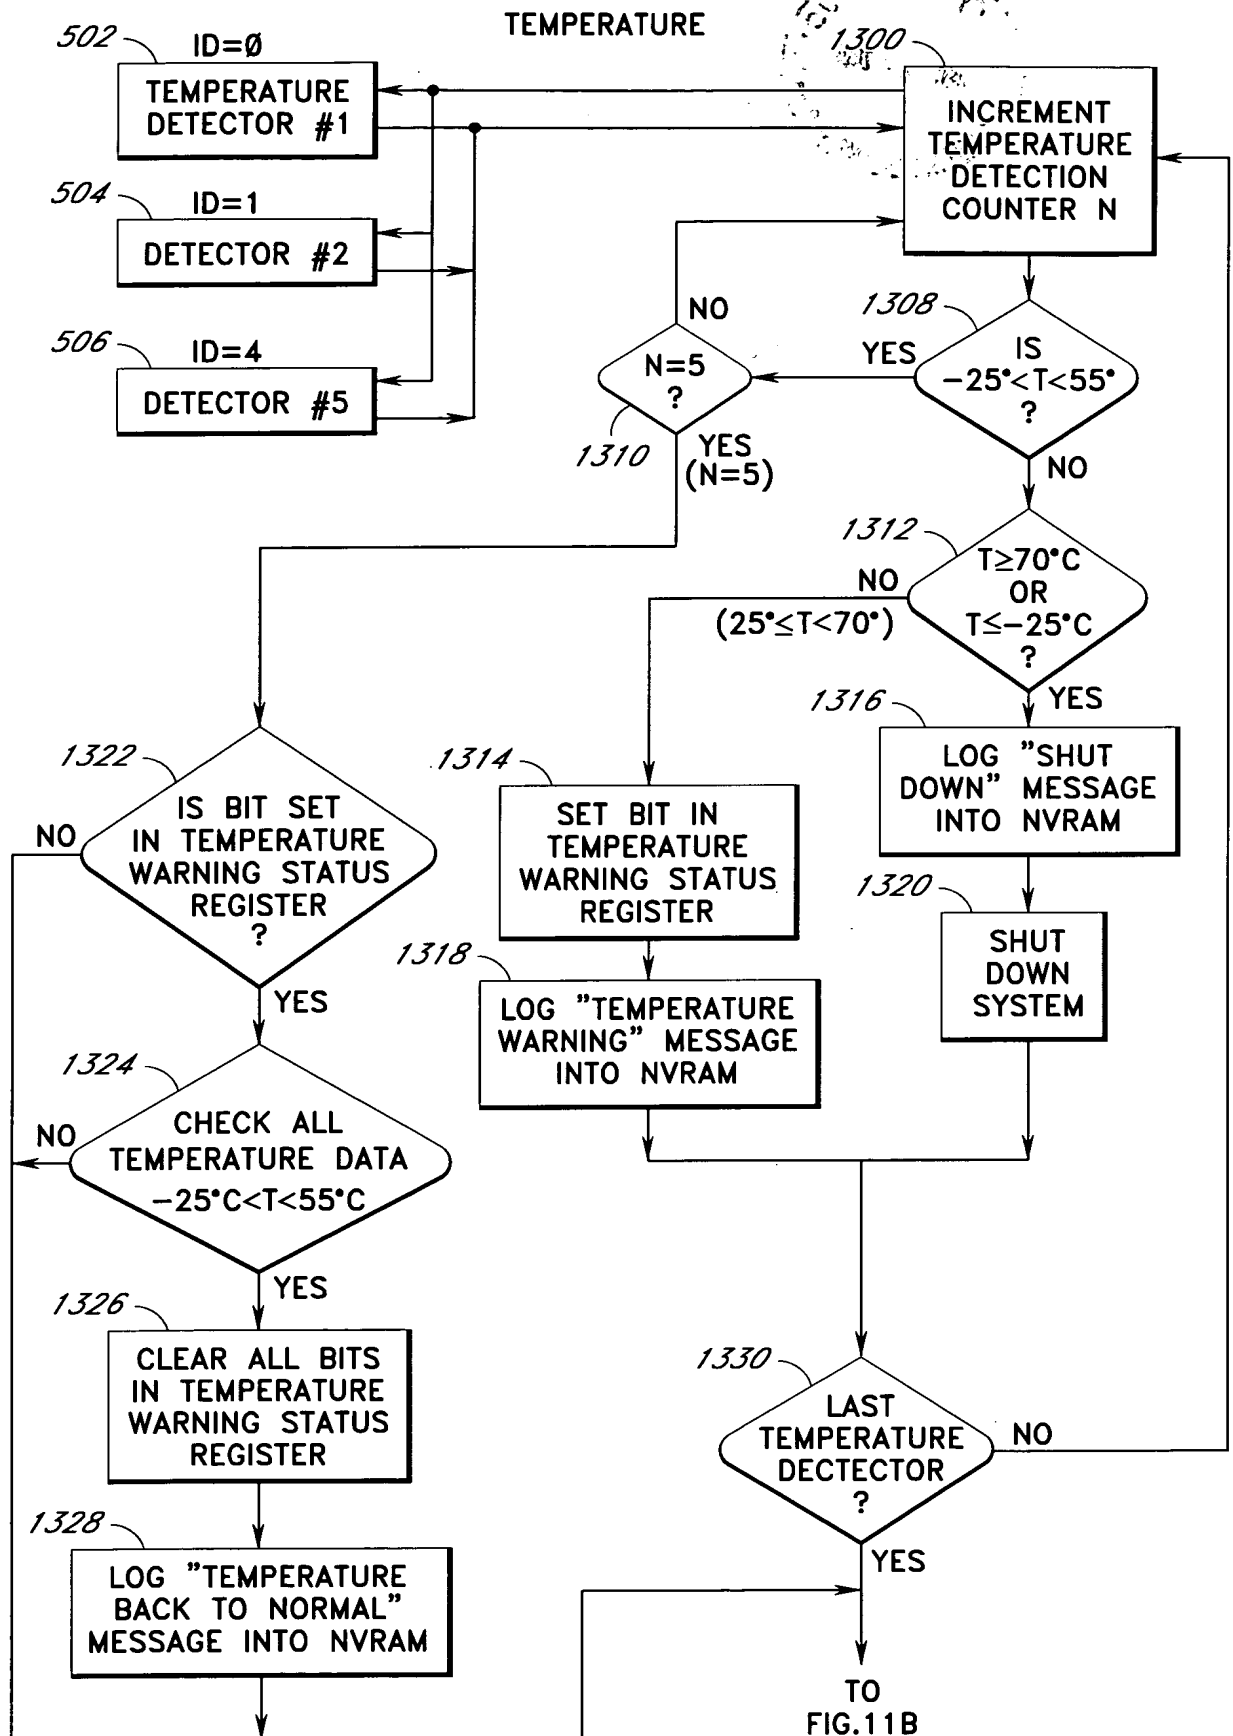 TEMPERATURE
502
ID=Ø
TEMPERATURE
DETECTOR #1
504
ID=1
DETECTOR #2
506
ID=4
DETECTOR #5
1300
INCREMENT
TEMPERATURE
DETECTION
COUNTER N
1308
IS
-25°<T<55°
?
YES
NO
N=5
?
NO
1310
YES
(N=5)
1312
T≥70°C
OR
T≤-25°C
?
NO
(25°≤T<70°)
YES
1316
LOG "SHUT
DOWN" MESSAGE
INTO NVRAM
1320
SHUT
DOWN
SYSTEM
1314
SET BIT IN
TEMPERATURE
WARNING STATUS
REGISTER
1318
LOG "TEMPERATURE
WARNING" MESSAGE
INTO NVRAM
1322
IS BIT SET
IN TEMPERATURE
WARNING STATUS
REGISTER
?
NO
YES
1324
CHECK ALL
TEMPERATURE DATA
-25°C<T<55°C
NO
YES
1326
CLEAR ALL BITS
IN TEMPERATURE
WARNING STATUS
REGISTER
1328
LOG "TEMPERATURE
BACK TO NORMAL"
MESSAGE INTO NVRAM
1330
LAST
TEMPERATURE
DECTECTOR
?
NO
YES
TO
FIG.11B